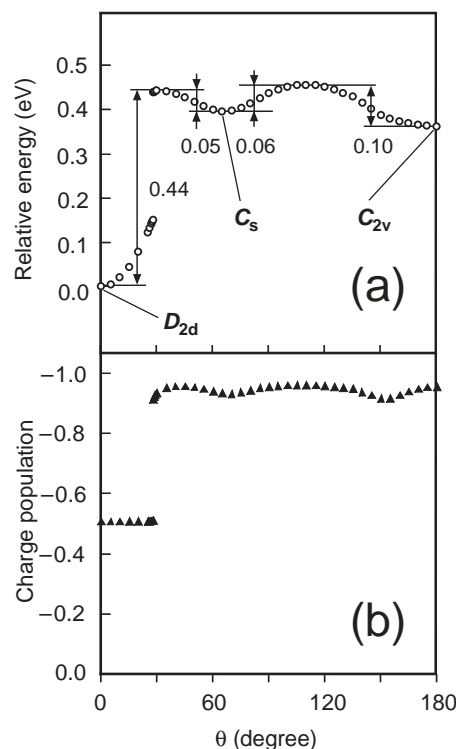 Relative energy (eV)
0.5
0.4
0.3
0.2
0.1
0.0
0.05
0.06
0.10
0.44
Cs
C2v
D2d
(a)
Charge population
−1.0
−0.8
−0.6
−0.4
−0.2
0.0
(b)
0
60
120
180
θ (degree)